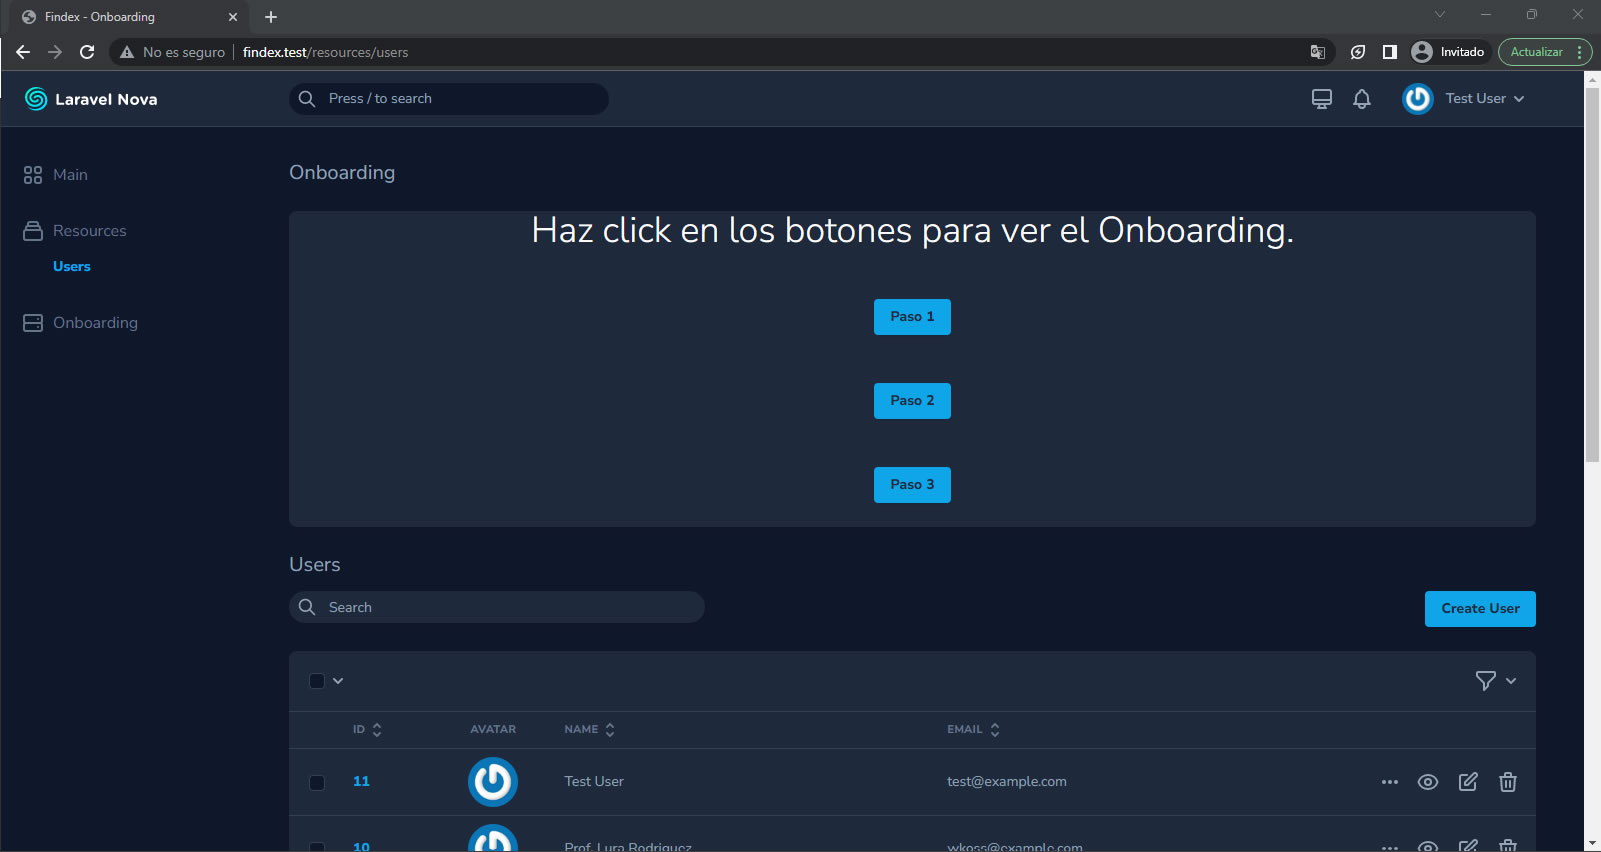 Findex - Onboarding
No es seguro findex.test/resources/users
Invitado
Actualizar
Laravel Nova
Press / to search
Test User
Main
Resources
Users
Onboarding
Onboarding
Haz click en los botones para ver el Onboarding.
Paso 1
Paso 2
Paso 3
Users
Search
Create User
ID AVATAR NAME EMAIL
11 Test User test@example.com
10 Prof. Lura Rodriguez wkoss@example.com